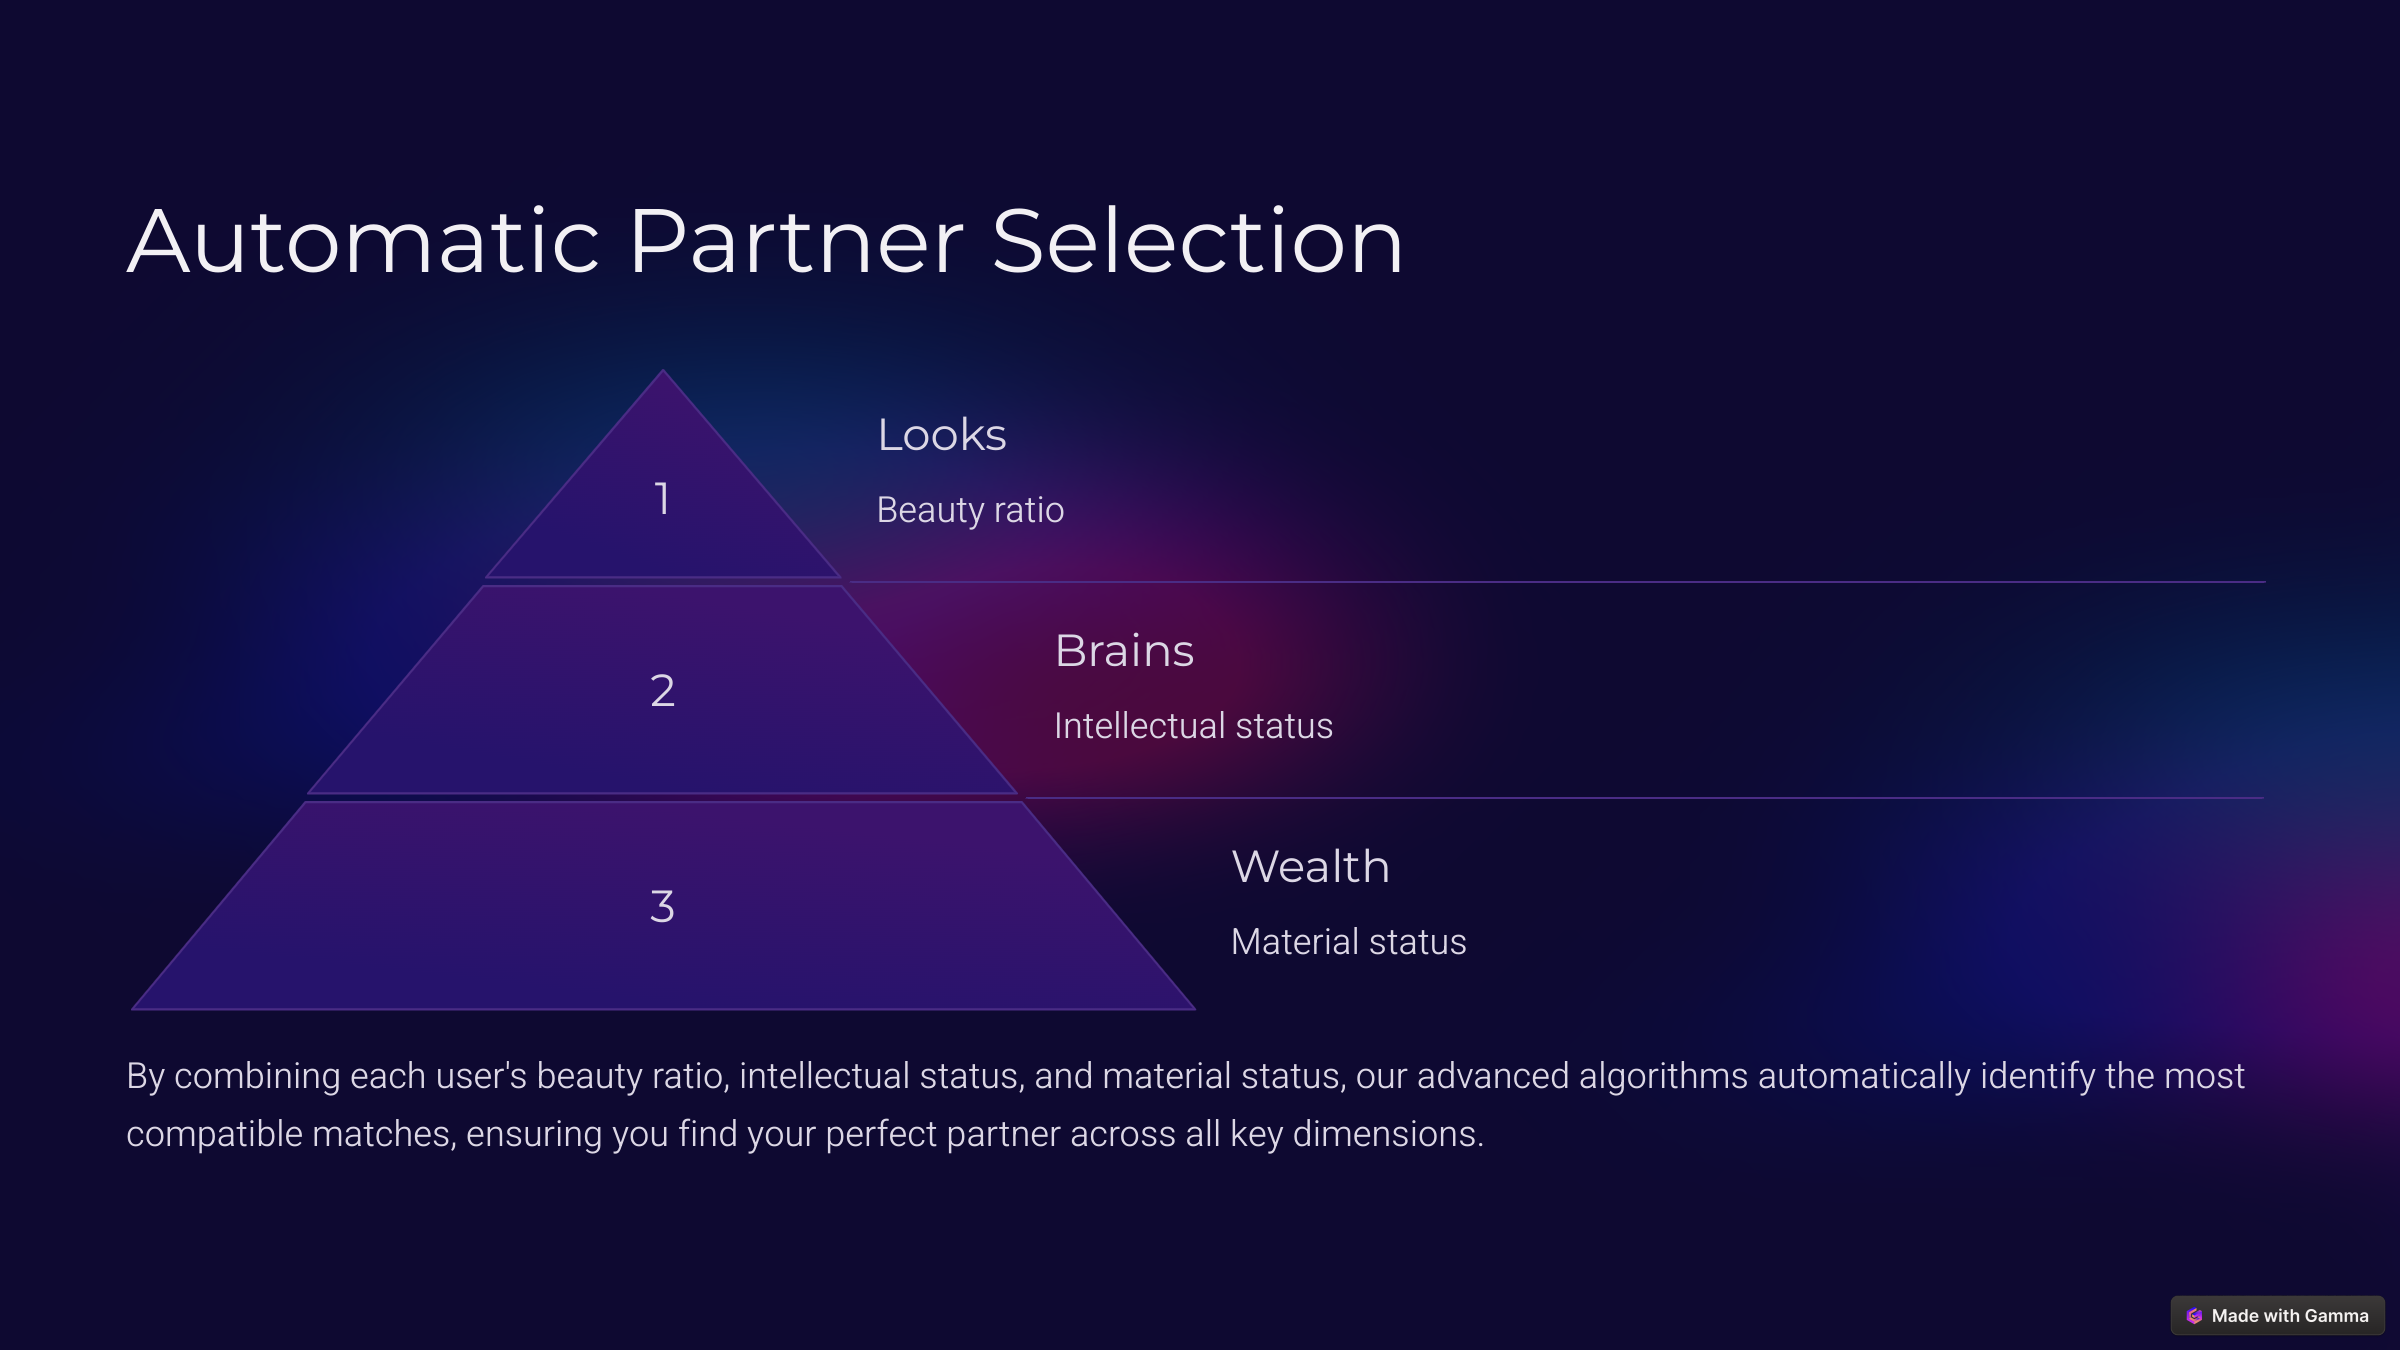 Automatic Partner Selection
1
Looks
Beauty ratio
2
Brains
Intellectual status
3
Wealth
Material status
By combining each user's beauty ratio, intellectual status, and material status, our advanced algorithms automatically identify the most
compatible matches, ensuring you find your perfect partner across all key dimensions.
Made with Gamma